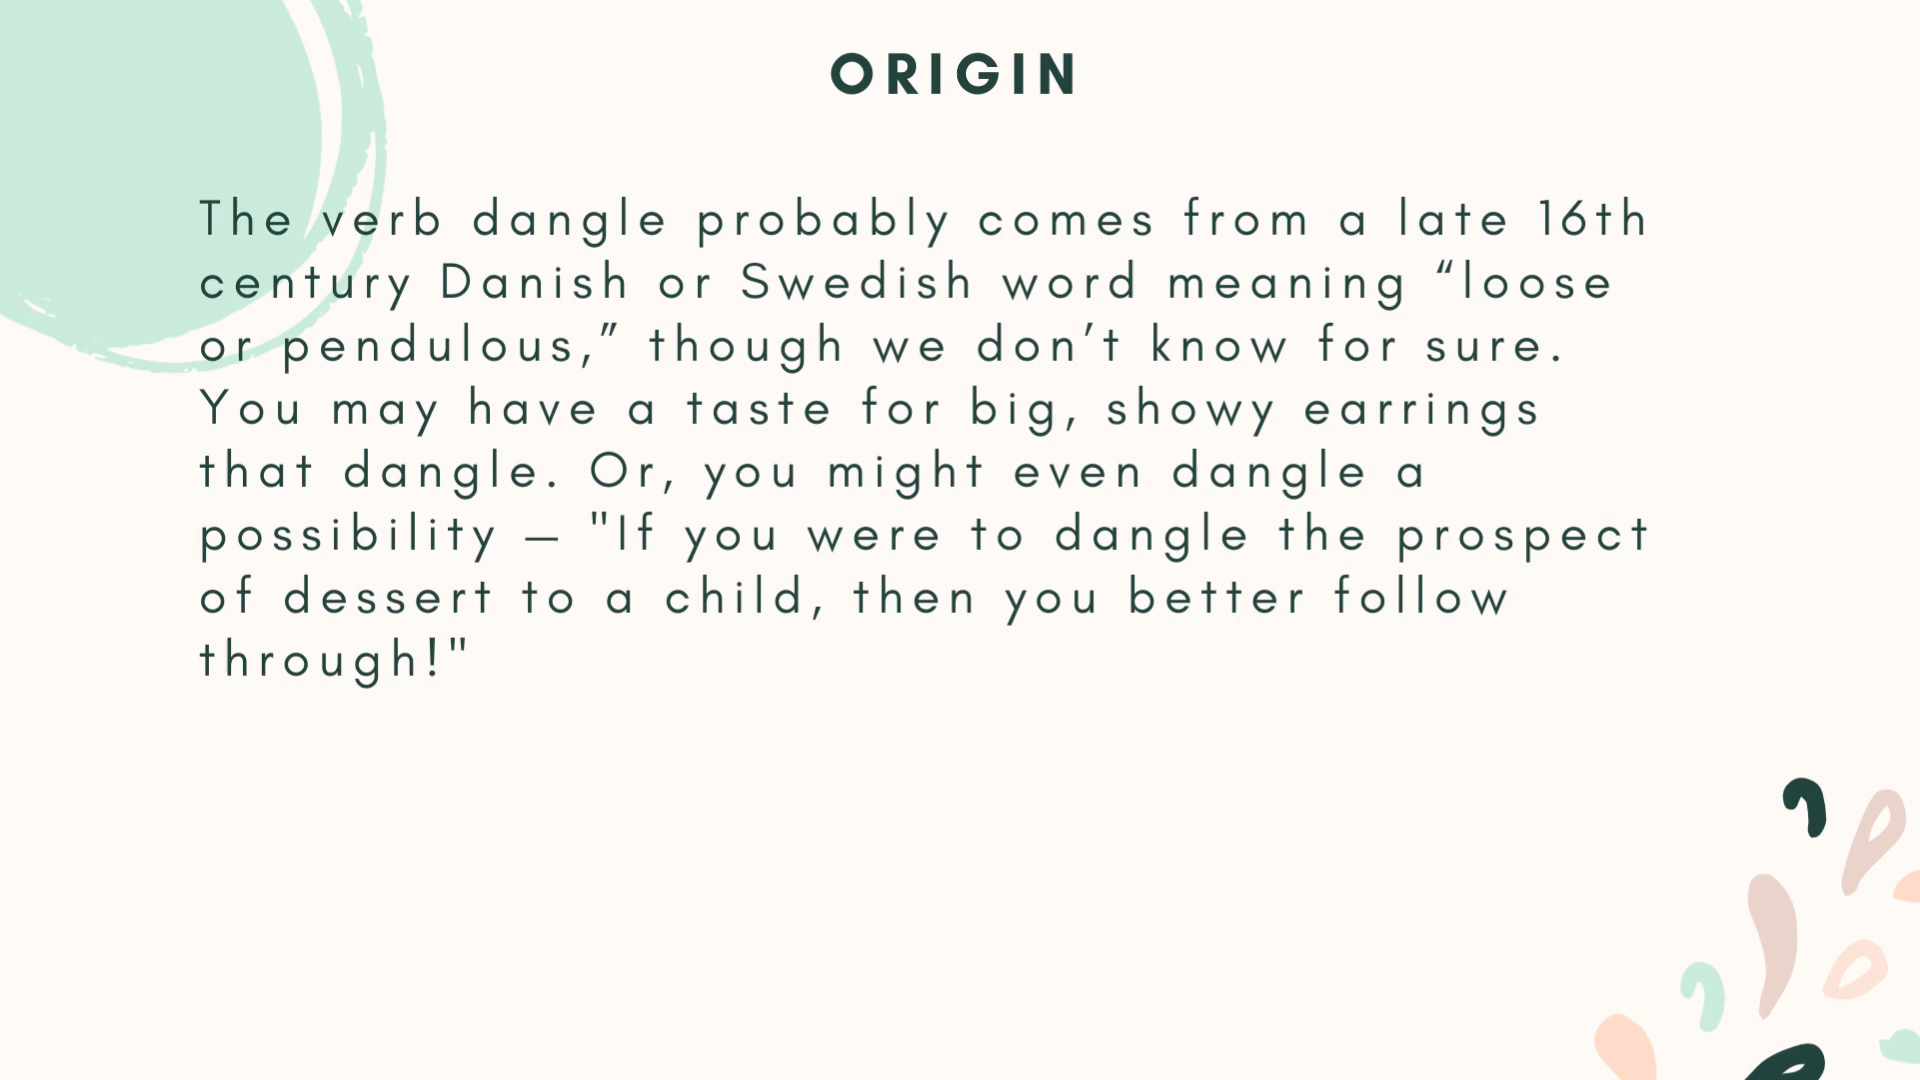 ORIGIN
The verb dangle probably comes from a late 16th
century Danish or Swedish word meaning “loose
or pendulous,” though we don’t know for sure.
You may have a taste for big, showy earrings
that dangle. Or, you might even dangle a
possibility — "If you were to dangle the prospect
of dessert to a child, then you better follow
through!"